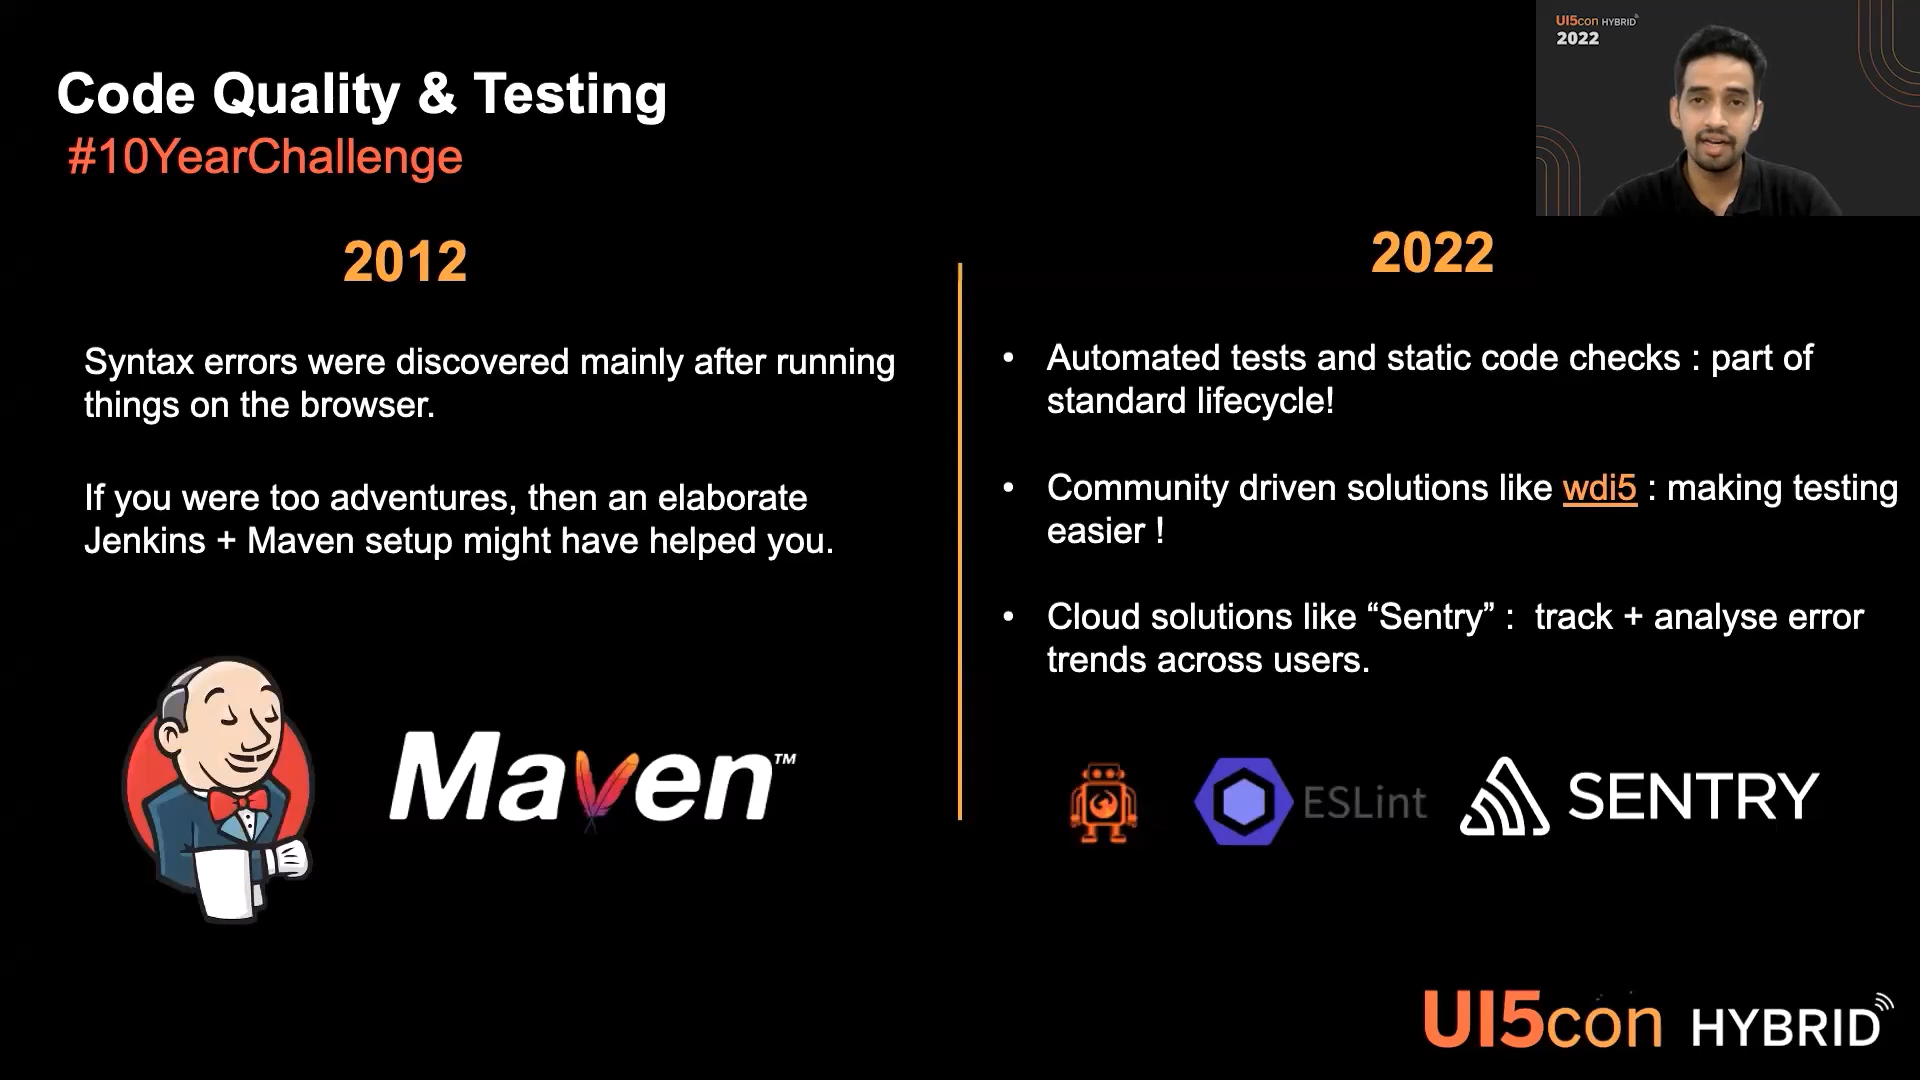 Code Quality & Testing
#10YearChallenge
UI5con HYBRID
2022
2012
Syntax errors were discovered mainly after running
things on the browser.
If you were too adventures, then an elaborate
Jenkins + Maven setup might have helped you.
Maven™
2022
• Automated tests and static code checks : part of
standard lifecycle!
• Community driven solutions like wdi5 : making testing
easier !
• Cloud solutions like “Sentry” :  track + analyse error
trends across users.
ESLint
SENTRY
UI5con HYBRID